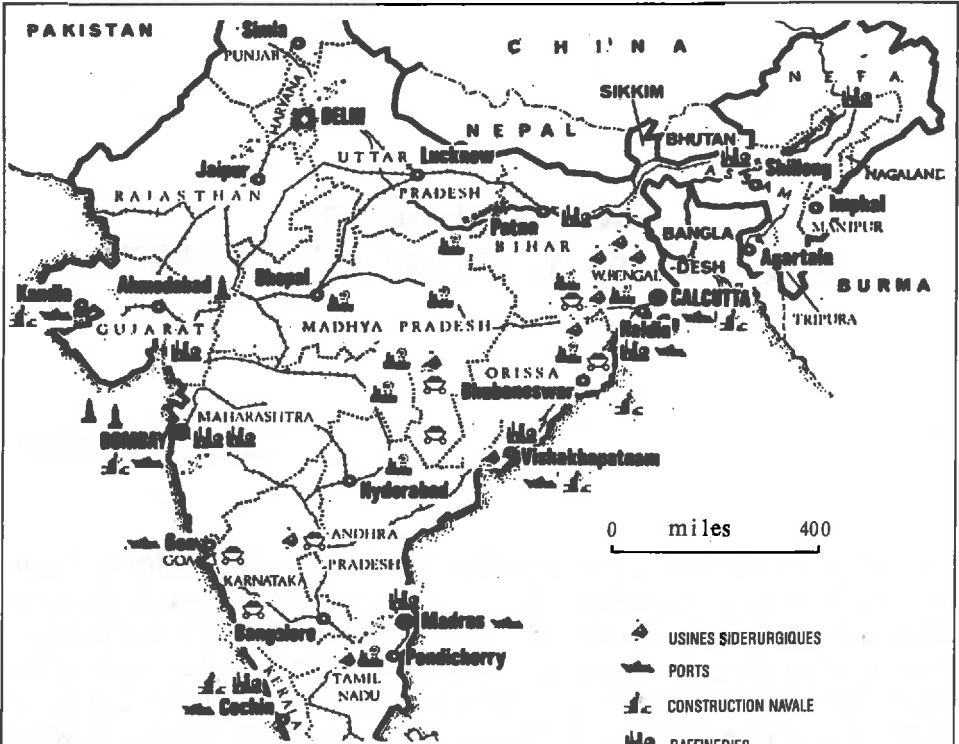 PAKISTAN
CHINA
Simla
PUNJAB
HARYANA
DELHI
NEFA
SIKKIM
NEPAL
BHUTAN
UTTAR
Lucknow
PRADESH
Jaipur
RAJASTHAN
ASSAM
Shillong
NAGALAND
Imphal
MANIPUR
Patna
BIHAR
BANGLA
DESH
Agartala
BURMA
TRIPURA
W.BENGAL
CALCUTTA
Haldia
Kandla
Ahmedabad
Bhopal
GUJARAT
MADHYA PRADESH
ORISSA
Bhubaneswar
MAHARASHTRA
BOMBAY
Vishakhapatnam
Hyderabad
ANDHRA
PRADESH
Goa
GOA
KARNATAKA
Bangalore
Madras
Pondicherry
TAMIL
NADU
KERALA
Cochin
0 miles 400
USINES SIDERURGIQUES
PORTS
CONSTRUCTION NAVALE
RAFFINERIES